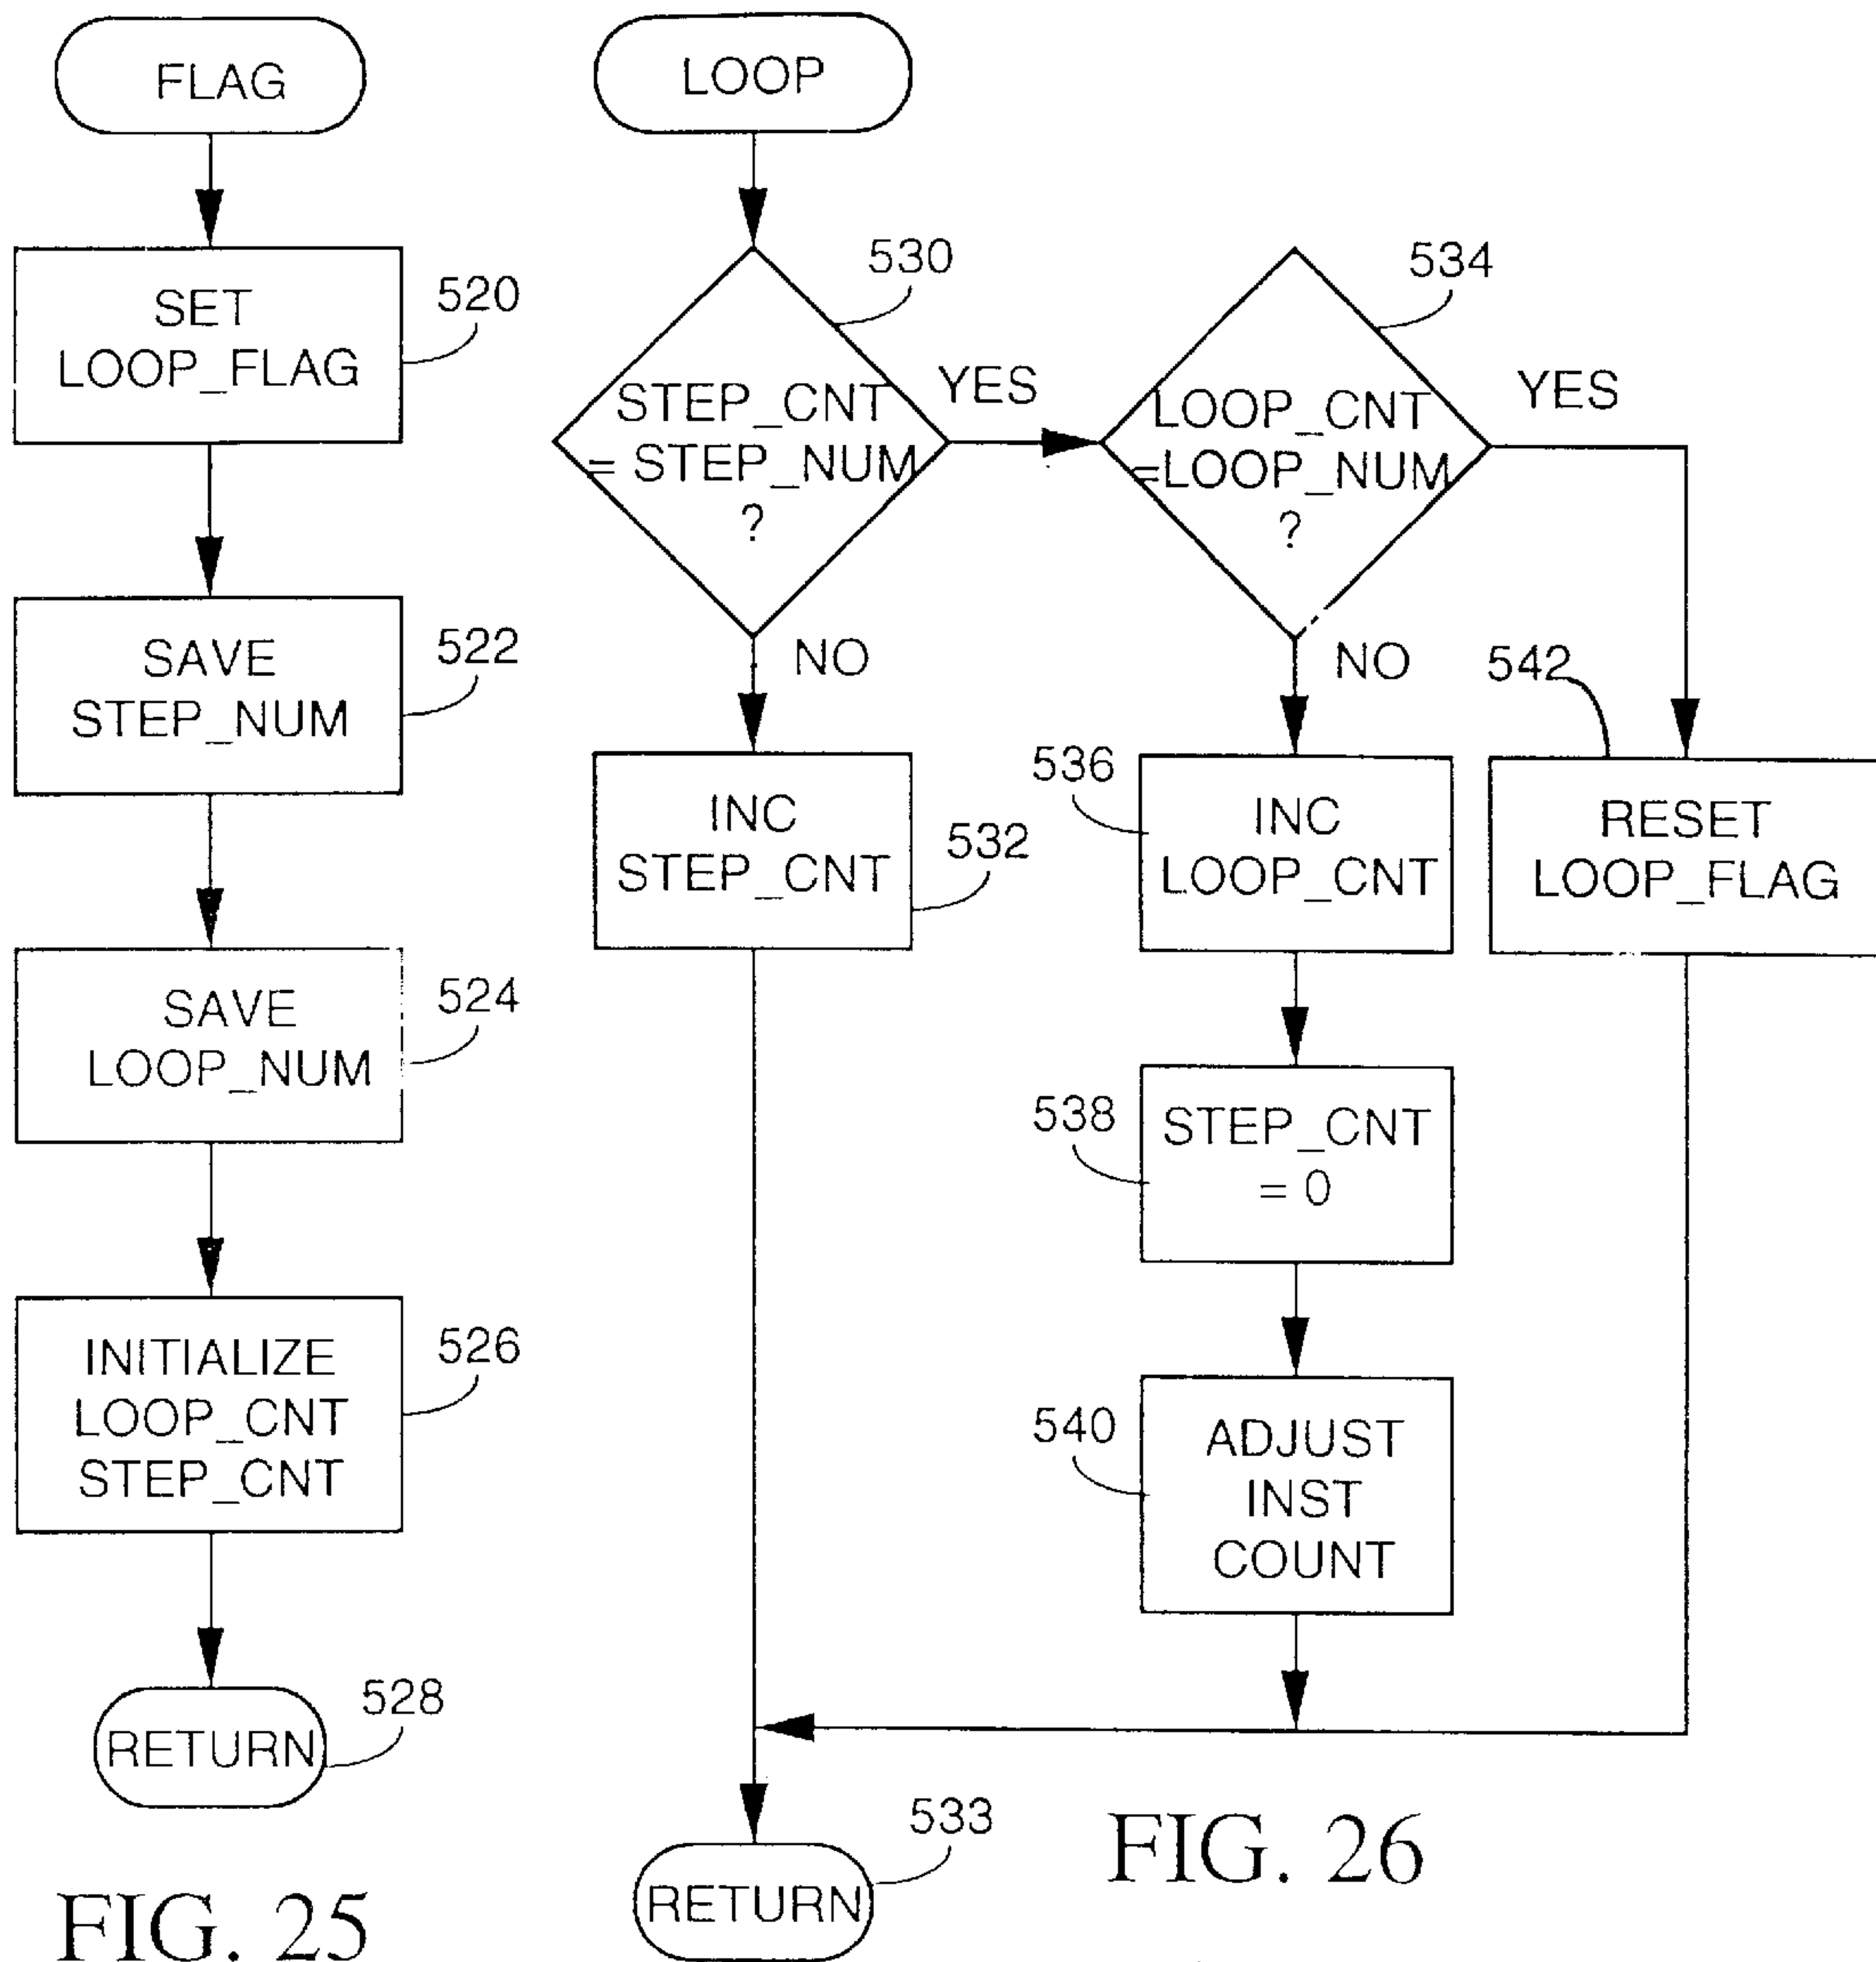 FLAG
SET
LOOP_FLAG
520
SAVE
STEP_NUM
522
SAVE
LOOP_NUM
524
INITIALIZE
LOOP_CNT
STEP_CNT
526
RETURN
528
FIG. 25
LOOP
530
STEP_CNT
= STEP_NUM
?
YES
NO
534
LOOP_CNT
=LOOP_NUM
?
YES
NO
INC
STEP_CNT
532
536
INC
LOOP_CNT
542
RESET
LOOP_FLAG
538
STEP_CNT
= 0
540
ADJUST
INST
COUNT
RETURN
533
FIG. 26